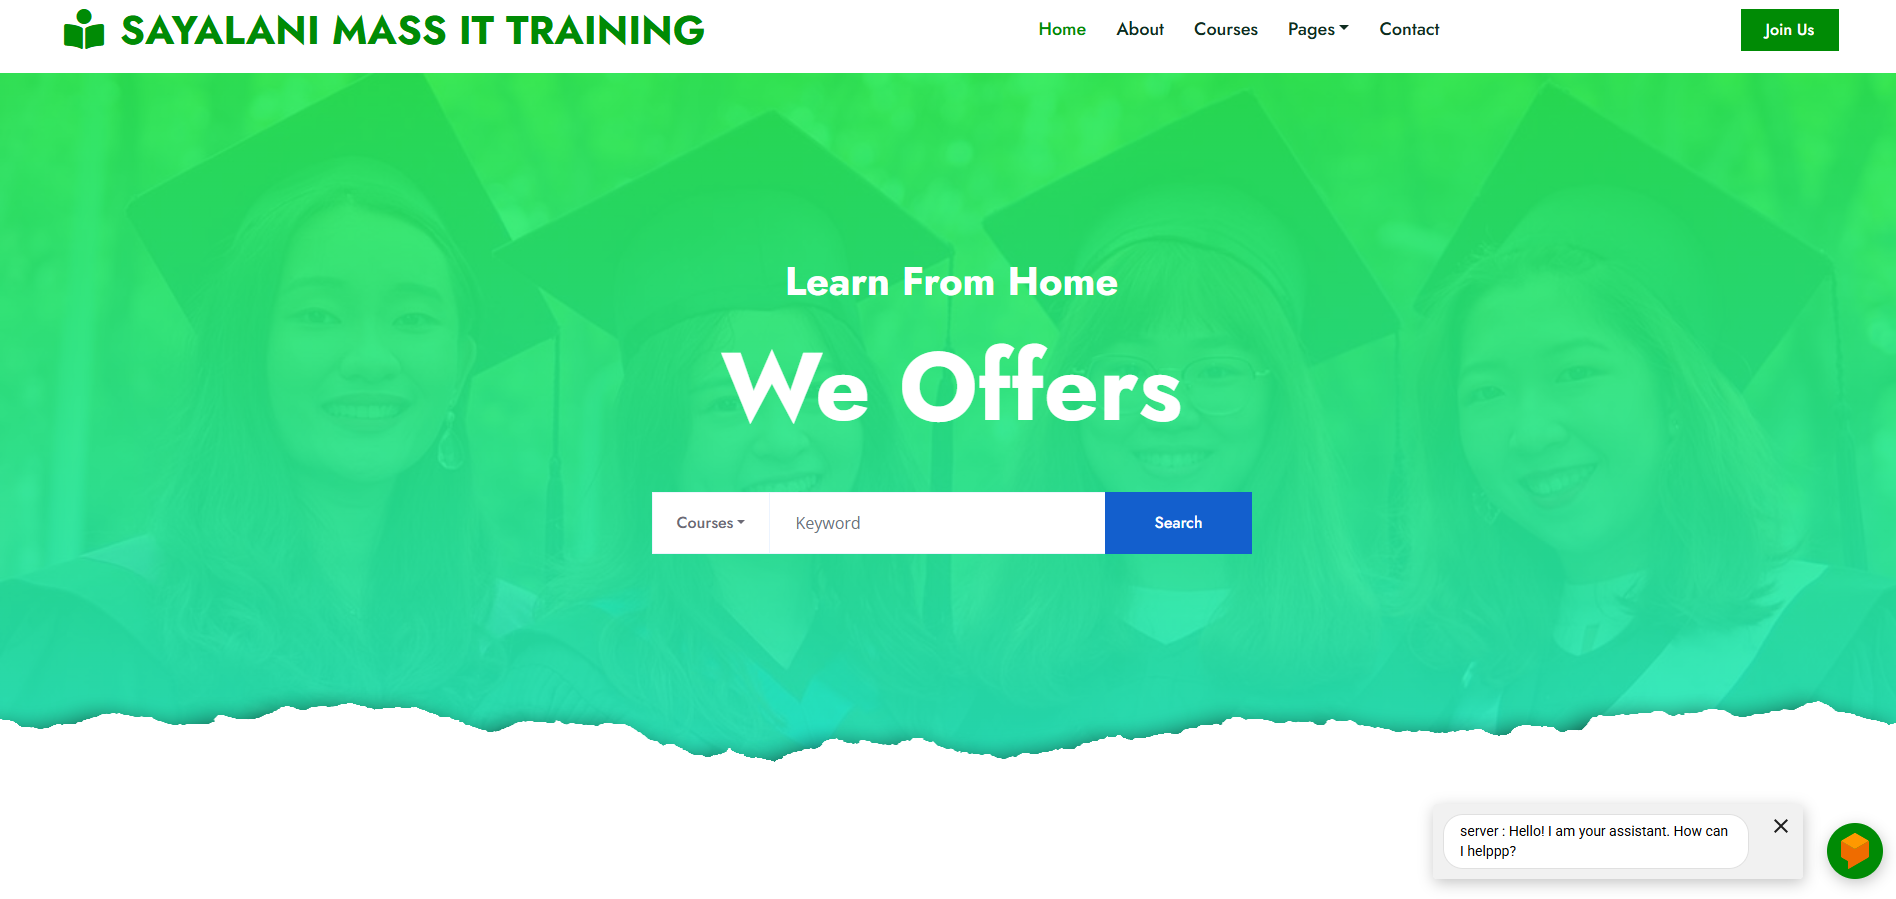 SAYALANI MASS IT TRAINING
Home About Courses Pages Contact
Join Us
Learn From Home
We Offers
Courses Keyword Search
server : Hello! I am your assistant. How can
I helppp?